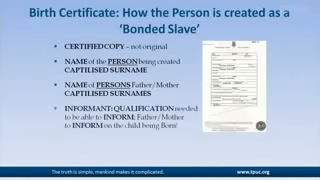 Birth Certificate: How the Person is created as a
‘Bonded Slave’
CERTIFIED COPY – not original
NAME of the PERSON being created
CAPTILISED SURNAME
NAME of PERSONS Father/Mother
CAPTILISED SURNAMES
INFORMANT: QUALIFICATION needed
to be able to INFORM: Father/Mother
to INFORM on the child being Born!
The truth is simple, mankind makes it complicated.
www.tpuc.org